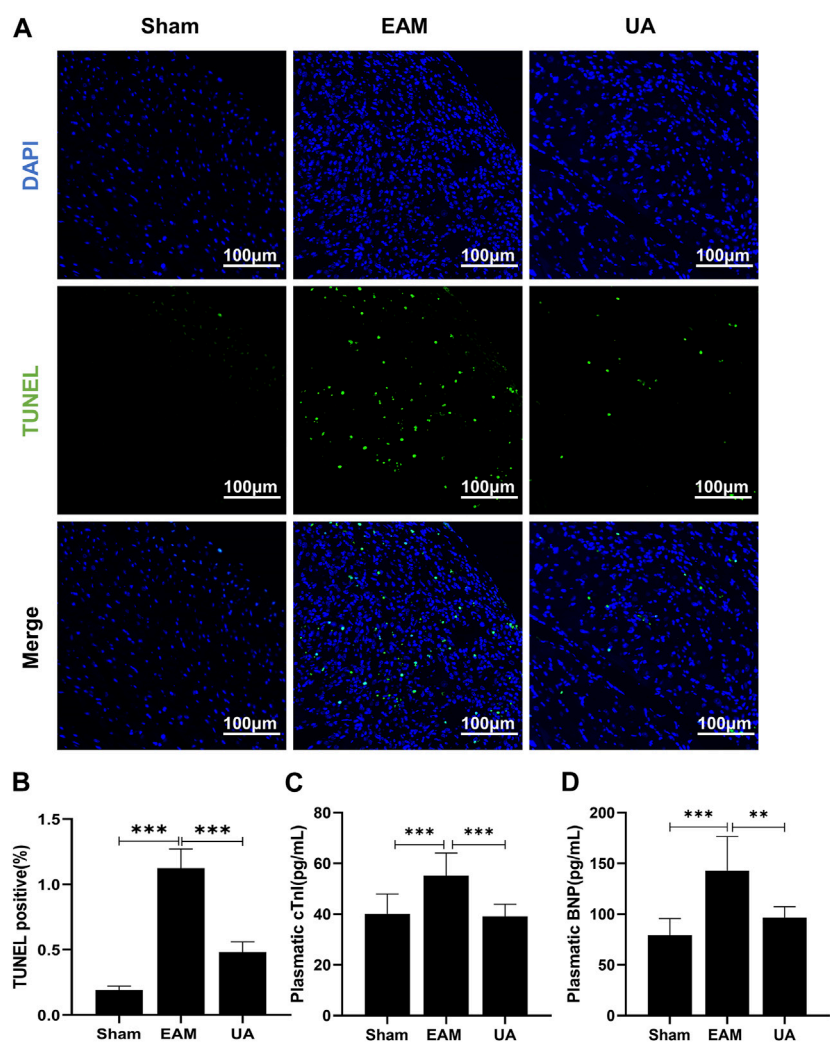 A
Sham EAM UA
DAPI
100µm 100µm 100µm
TUNEL
100µm 100µm 100µm
Merge
100µm 100µm 100µm
B
TUNEL positive(%)
1.5
1.0
0.5
0.0
*** ***
Sham EAM UA
C
Plasmatic cTnI(pg/mL)
80
60
40
20
0
*** ***
Sham EAM UA
D
Plasmatic BNP(pg/mL)
200
150
100
50
0
*** **
Sham EAM UA